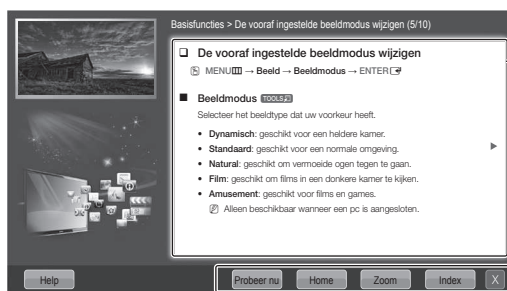 Basisfuncties > De vooraf ingestelde beeldmodus wijzigen (5/10)
De vooraf ingestelde beeldmodus wijzigen
MENU → Beeld → Beeldmodus → ENTER
Beeldmodus TOOLS
Selecteer het beeldtype dat uw voorkeur heeft.
• Dynamisch: geschikt voor een heldere kamer.
• Standaard: geschikt voor een normale omgeving.
• Natural: geschikt om vermoeide ogen tegen te gaan.
• Film: geschikt om films in een donkere kamer te kijken.
• Amusement: geschikt voor films en games.
Alleen beschikbaar wanneer een pc is aangesloten.
Help Probeer nu Home Zoom Index X